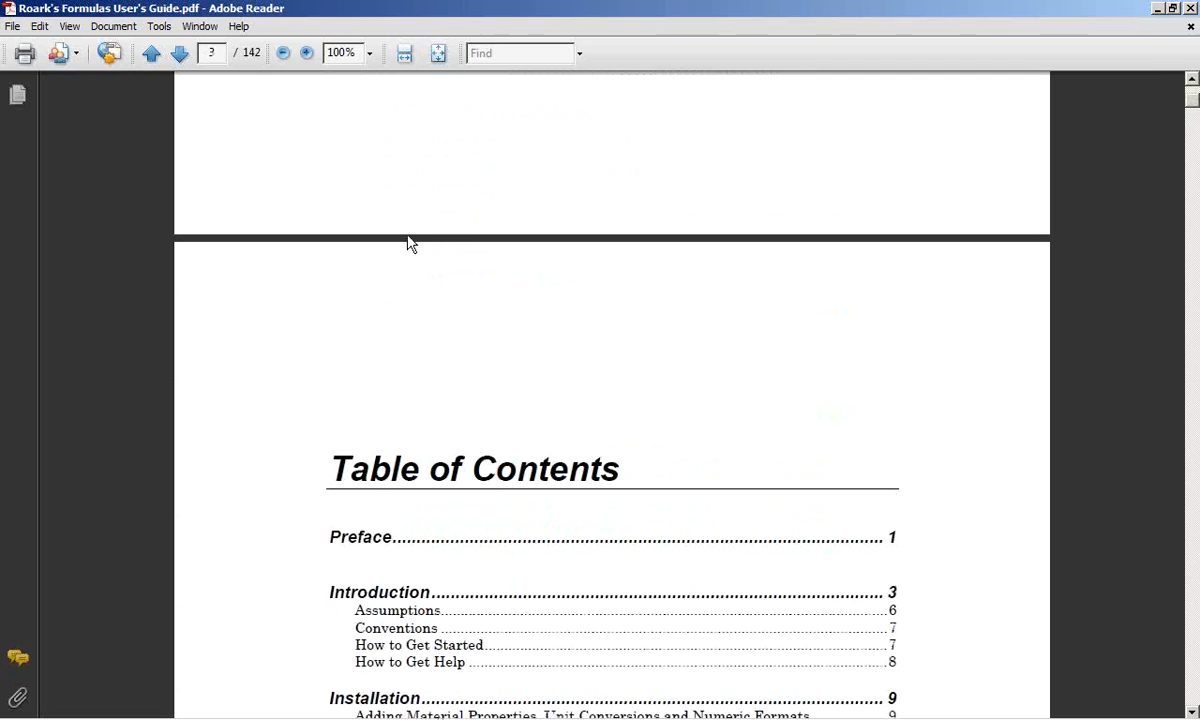 Roark's Formulas User's Guide.pdf - Adobe Reader
File Edit View Document Tools Window Help
3 / 142 100% Find
Table of Contents
Preface.................................................................................................... 1
Introduction............................................................................................ 3
Assumptions...............................................................................................6
Conventions ...............................................................................................7
How to Get Started.....................................................................................7
How to Get Help ........................................................................................8
Installation.............................................................................................. 9
Adding Material Properties, Unit Conversions and Numeric Formats.................9